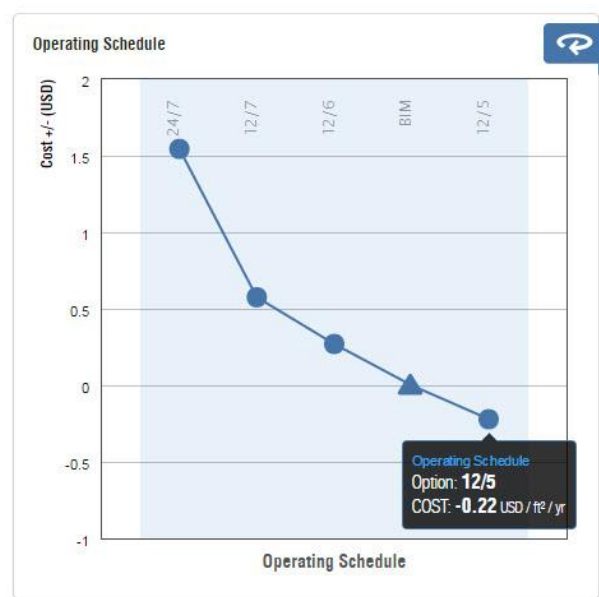 Operating Schedule
Cost +/- (USD)
2
1.5
1
0.5
0
-0.5
-1
24/7
12/7
12/6
BIM
12/5
Operating Schedule
Option: 12/5
COST: -0.22 USD / ft² / yr
Operating Schedule